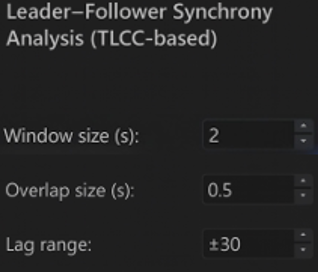 Leader–Follower Synchrony
Analysis (TLCC-based)
Window size (s): 2
Overlap size (s): 0.5
Lag range: ±30